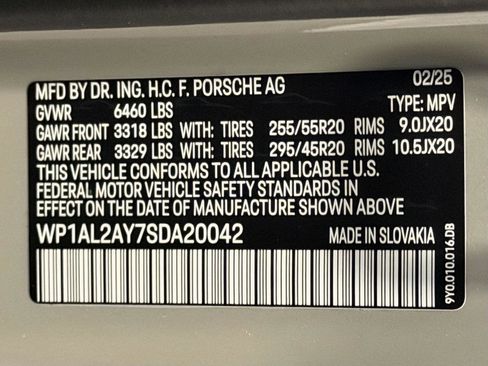 MFD BY DR. ING. H.C. F. PORSCHE AG 02/25
GVWR 6460 LBS TYPE: MPV
GAWR FRONT 3318 LBS WITH: TIRES 255/55R20 RIMS 9.0JX20
GAWR REAR 3329 LBS WITH: TIRES 295/45R20 RIMS 10.5JX20
THIS VEHICLE CONFORMS TO ALL APPLICABLE U.S.
FEDERAL MOTOR VEHICLE SAFETY STANDARDS IN
EFFECT ON THE DATE OF MANUFACTURE SHOWN ABOVE
WP1AL2AY7SDA20042 MADE IN SLOVAKIA
9Y0.010.016.DB